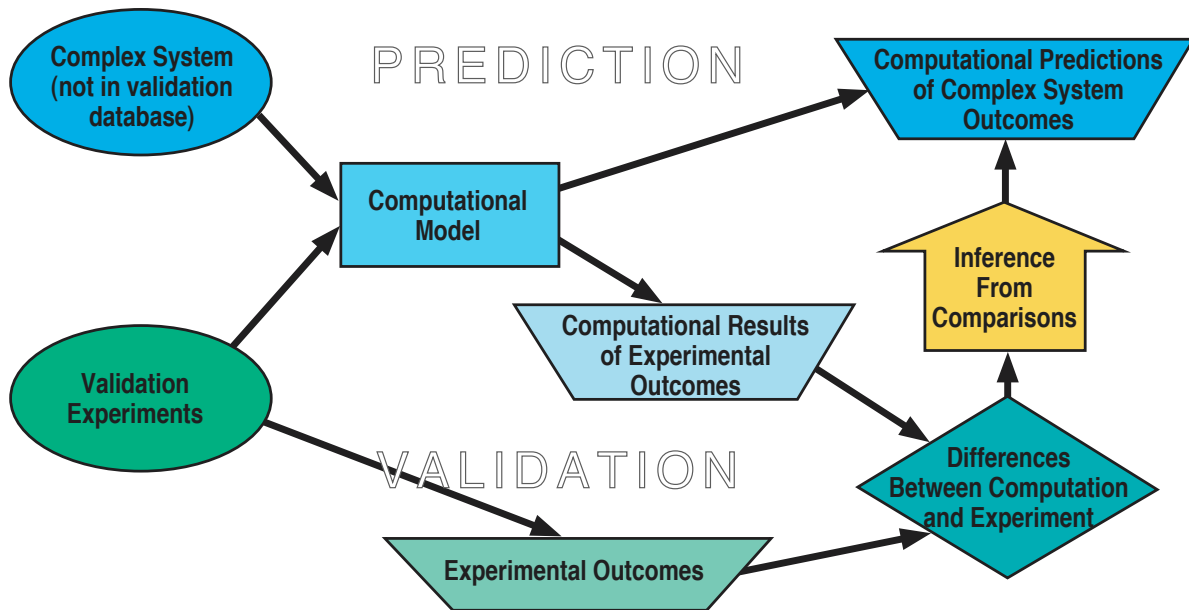 Complex System
(not in validation
database)
PREDICTION
Computational Predictions
of Complex System
Outcomes
Computational
Model
Inference
From
Comparisons
Computational Results
of Experimental
Outcomes
Validation
Experiments
VALIDATION
Differences
Between Computation
and Experiment
Experimental Outcomes